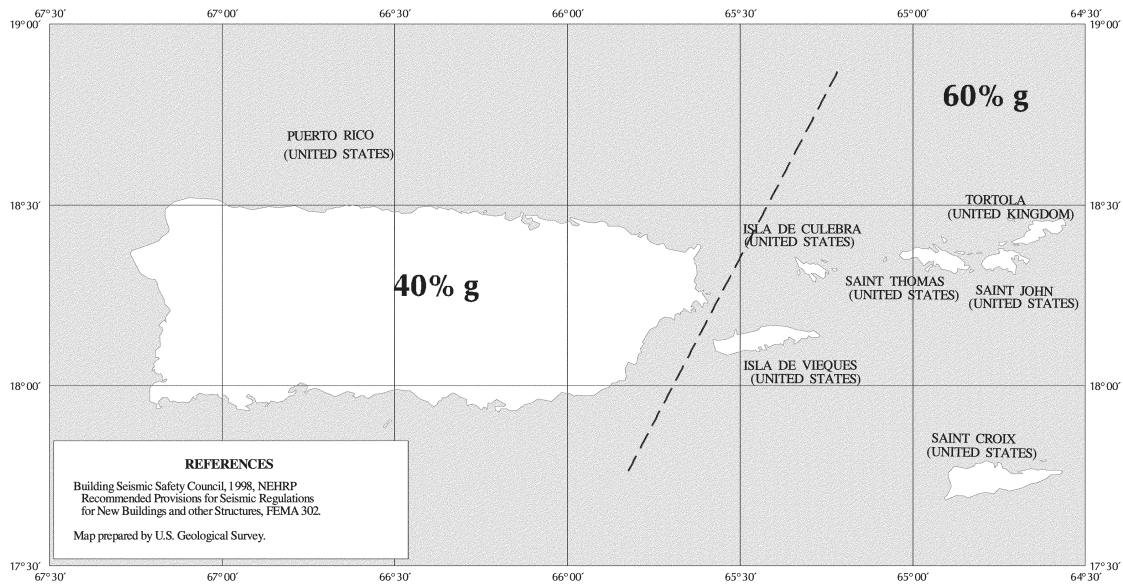 67°30′ 67°00′ 66°30′ 66°00′ 65°30′ 65°00′ 64°30′
19°00′ 19°00′
60% g
PUERTO RICO
(UNITED STATES)
18°30′ 18°30′
TORTOLA
(UNITED KINGDOM)
ISLA DE CULEBRA
(UNITED STATES)
40% g
SAINT THOMAS
(UNITED STATES)
SAINT JOHN
(UNITED STATES)
ISLA DE VIEQUES
(UNITED STATES)
18°00′ 18°00′
SAINT CROIX
(UNITED STATES)
REFERENCES
Building Seismic Safety Council, 1998, NEHRP
Recommended Provisions for Seismic Regulations
for New Buildings and other Structures, FEMA 302.
Map prepared by U.S. Geological Survey.
17°30′ 17°30′
67°30′ 67°00′ 66°30′ 66°00′ 65°30′ 65°00′ 64°30′